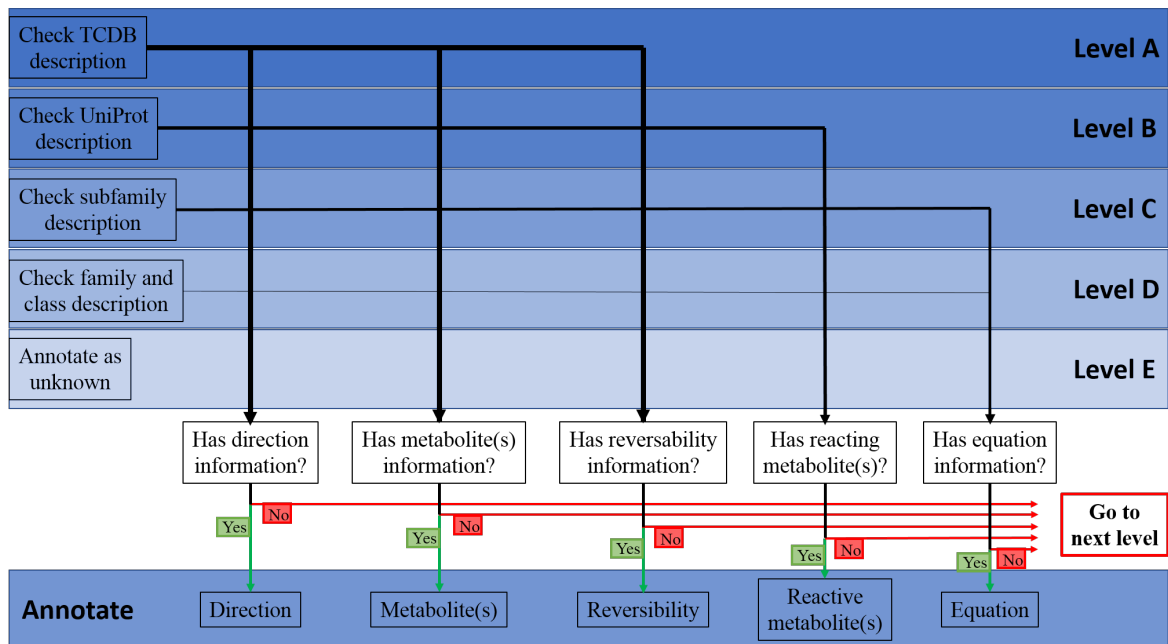 Check TCDB
description
Level A
Check UniProt
description
Level B
Check subfamily
description
Level C
Check family and
class description
Level D
Annotate as
unknown
Level E
Has direction
information?
Has metabolite(s)
information?
Has reversability
information?
Has reacting
metabolite(s)?
Has equation
information?
Yes
No
Yes
No
Yes
No
Yes
No
Yes
No
Go to
next level
Annotate
Direction
Metabolite(s)
Reversibility
Reactive
metabolite(s)
Equation